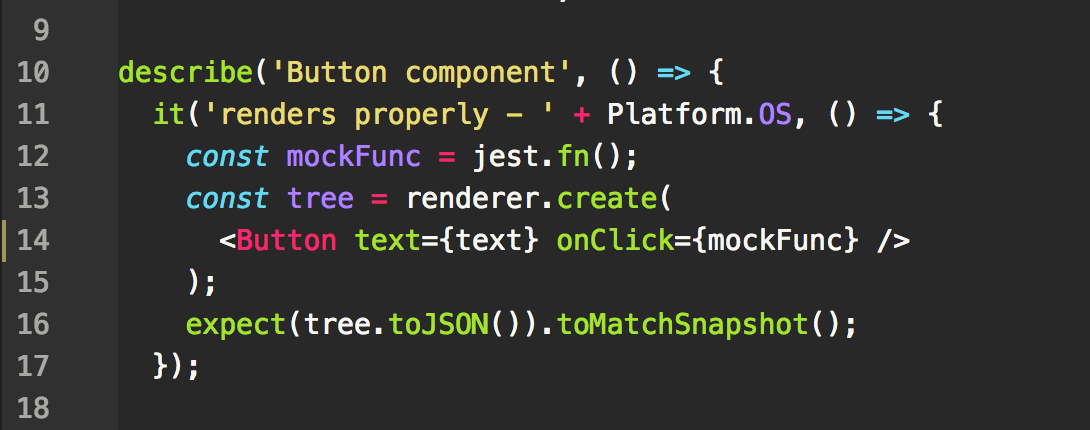 9
10 describe('Button component', () => {
11 it('renders properly - ' + Platform.OS, () => {
12 const mockFunc = jest.fn();
13 const tree = renderer.create(
14 <Button text={text} onClick={mockFunc} />
15 );
16 expect(tree.toJSON()).toMatchSnapshot();
17 });
18